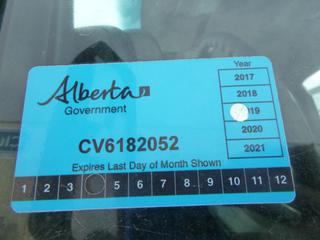 Alberta
Government
Year
2017
2018
2019
2020
2021
CV6182052
Expires Last Day of Month Shown
1 2 3 5 6 7 8 9 10 11 12